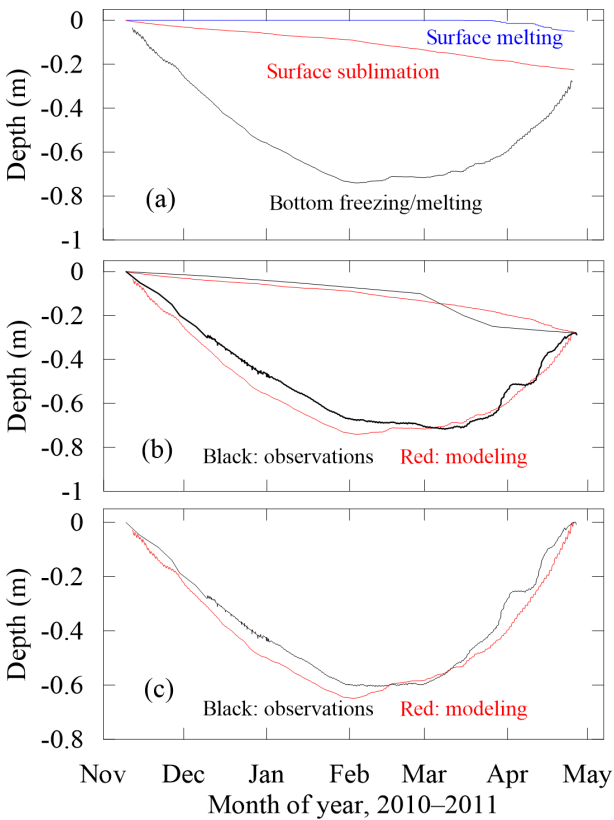 0
Surface melting
-0.2
Surface sublimation
-0.4
Depth (m)
-0.6
-0.8
(a)
Bottom freezing/melting
-1
0
-0.2
-0.4
Depth (m)
-0.6
-0.8
(b)
Black: observations Red: modeling
-1
0
-0.2
Depth (m)
-0.4
-0.6
(c)
Black: observations Red: modeling
-0.8
Nov Dec Jan Feb Mar Apr May
Month of year, 2010–2011